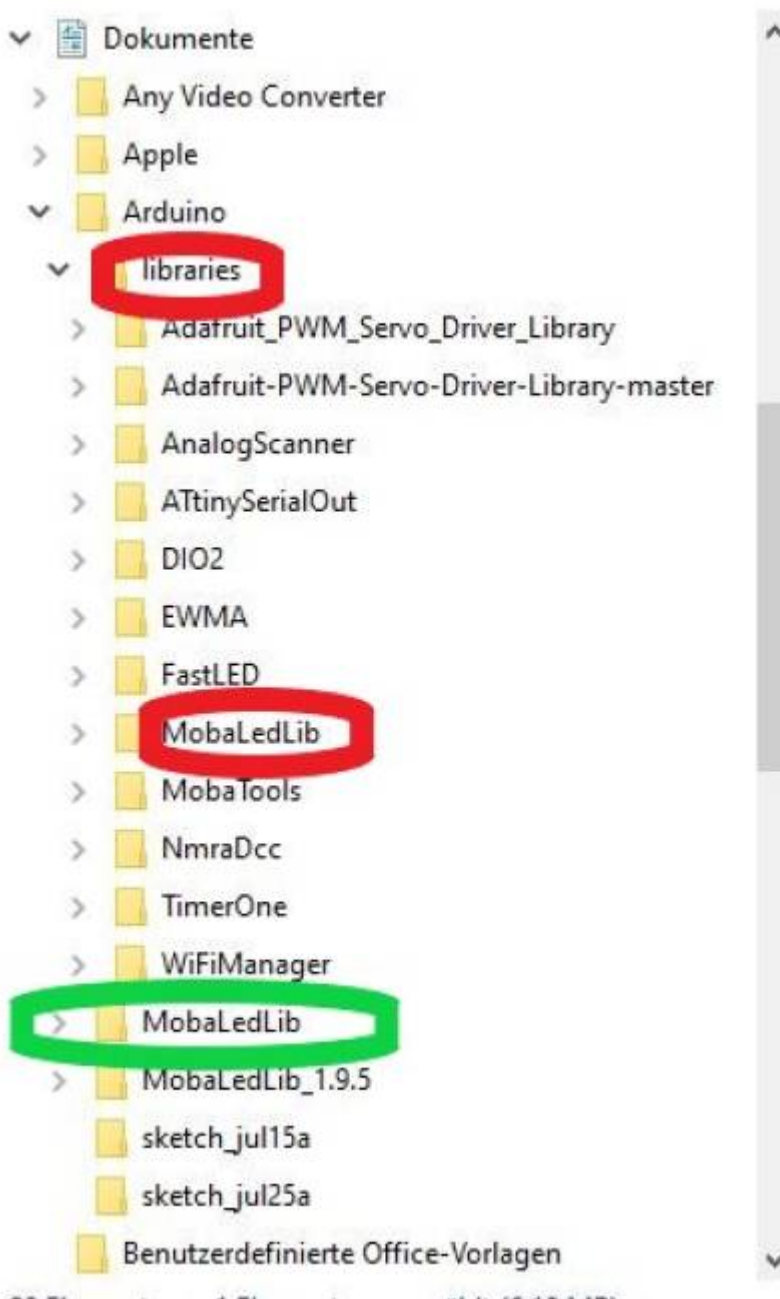 Dokumente
Any Video Converter
Apple
Arduino
libraries
Adafruit_PWM_Servo_Driver_Library
Adafruit-PWM-Servo-Driver-Library-master
AnalogScanner
ATtinySerialOut
DIO2
EWMA
FastLED
MobaLedLib
MobaTools
NmraDcc
TimerOne
WiFiManager
MobaLedLib
MobaLedLib_1.9.5
sketch_jul15a
sketch_jul25a
Benutzerdefinierte Office-Vorlagen